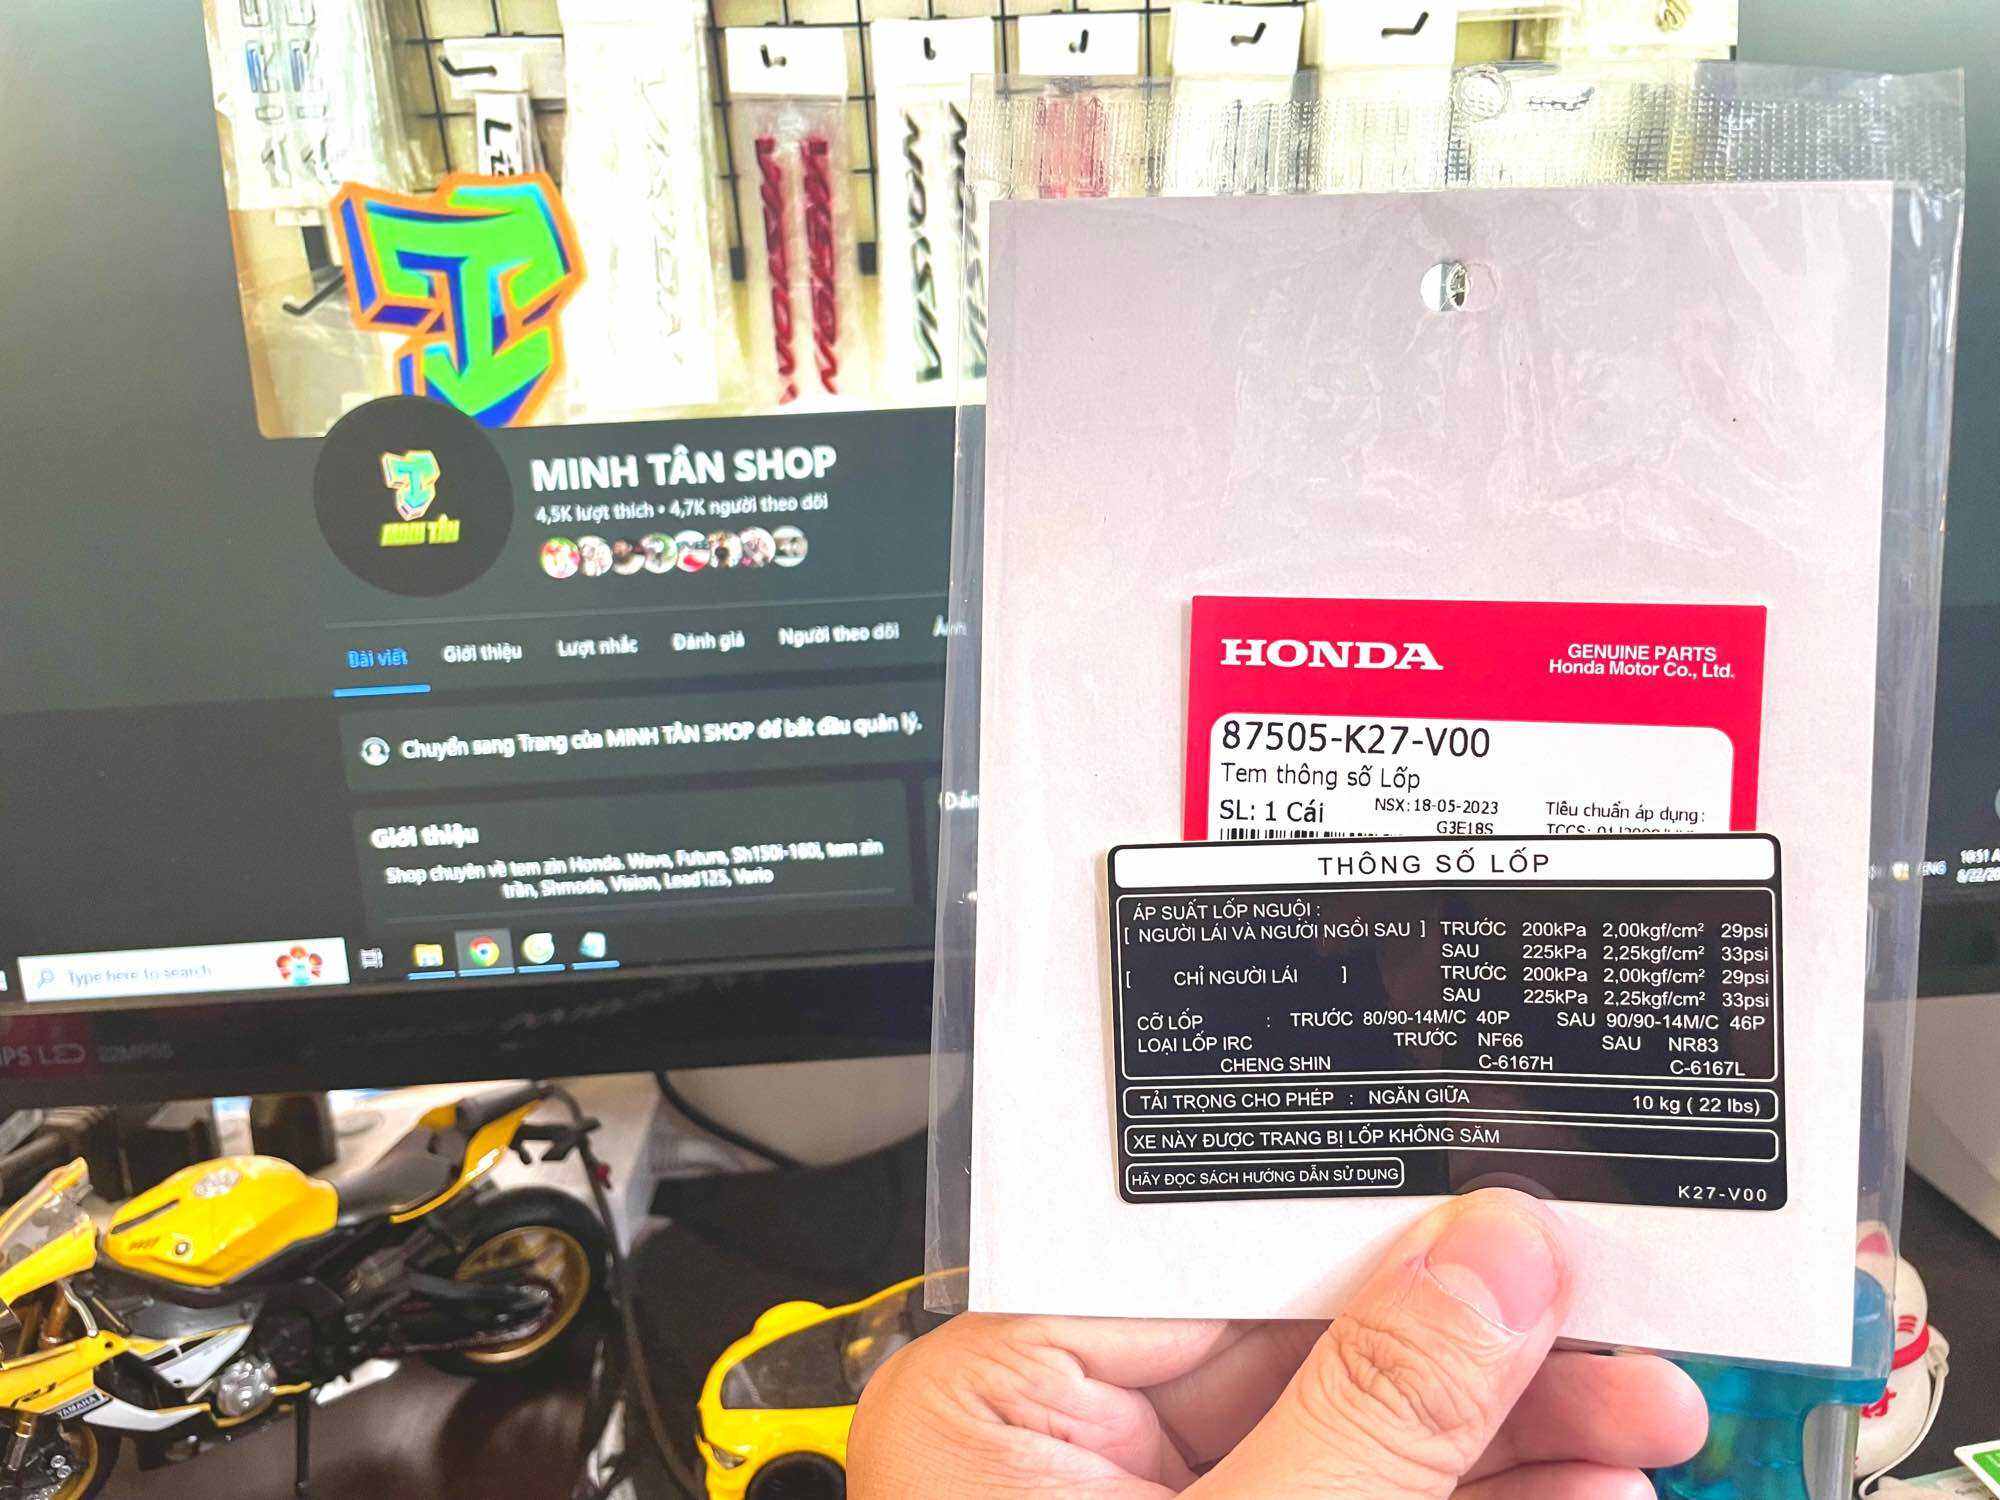 MINH TÂN SHOP
4,5K lượt thích • 4,7K người theo dõi
MINH TÂN
Bài viết Giới thiệu Lượt nhắc Đánh giá Người theo dõi Ảnh
Chuyển sang Trang của MINH TÂN SHOP để bắt đầu quản lý.
Giới thiệu
Shop chuyên về tem zin Honda. Wave, Future, Sh150i-160i, tem zin
trần, Shmode, Vision, Lead125, Vario
Type here to search
ENG
HONDA
GENUINE PARTS
Honda Motor Co., Ltd.
87505-K27-V00
Tem thông số Lốp
SL: 1 Cái NSX: 18-05-2023 Tiêu chuẩn áp dụng:
G3E18S
THÔNG SỐ LỐP
ÁP SUẤT LỐP NGUỘI :
[ NGƯỜI LÁI VÀ NGƯỜI NGỒI SAU ] TRƯỚC 200kPa 2,00kgf/cm² 29psi
SAU 225kPa 2,25kgf/cm² 33psi
[ CHỈ NGƯỜI LÁI ] TRƯỚC 200kPa 2,00kgf/cm² 29psi
SAU 225kPa 2,25kgf/cm² 33psi
CỠ LỐP : TRƯỚC 80/90-14M/C 40P SAU 90/90-14M/C 46P
LOẠI LỐP IRC TRƯỚC NF66 SAU NR83
CHENG SHIN C-6167H C-6167L
TẢI TRỌNG CHO PHÉP : NGĂN GIỮA 10 kg ( 22 lbs)
XE NÀY ĐƯỢC TRANG BỊ LỐP KHÔNG SĂM
HÃY ĐỌC SÁCH HƯỚNG DẪN SỬ DỤNG
K27-V00
YAMAHA